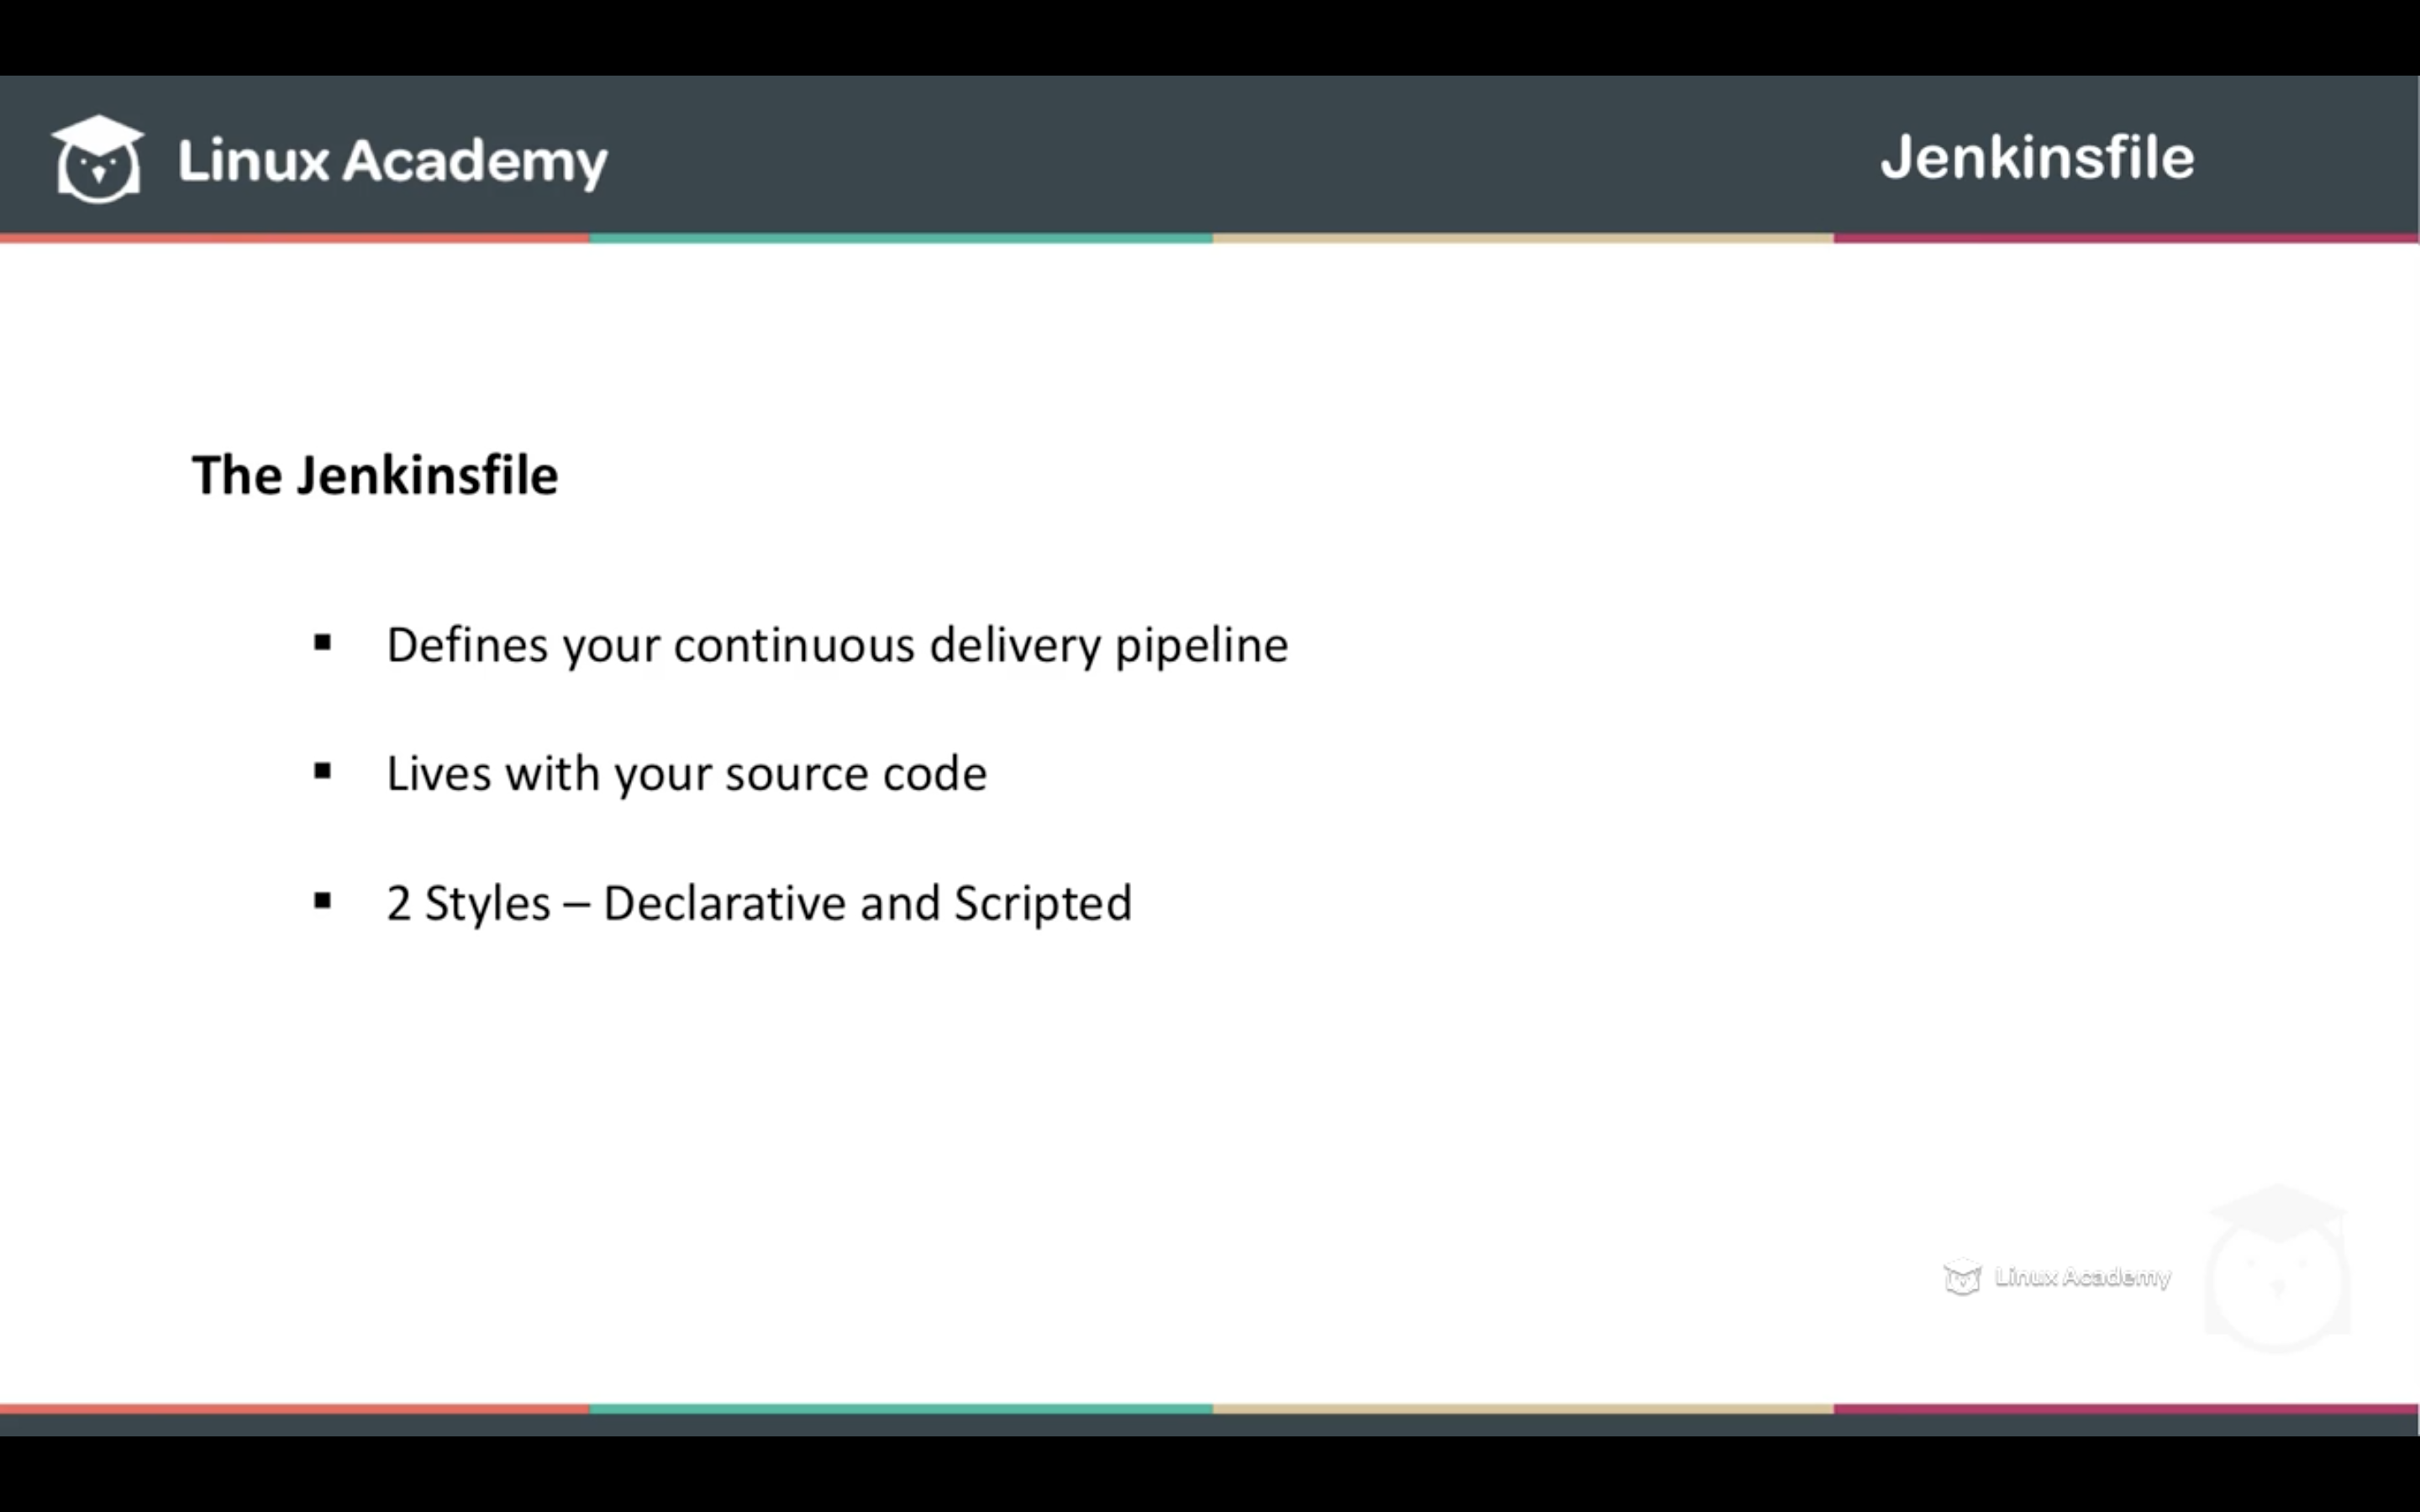 Linux Academy
Jenkinsfile
The Jenkinsfile
▪ Defines your continuous delivery pipeline
▪ Lives with your source code
▪ 2 Styles – Declarative and Scripted
Linux Academy